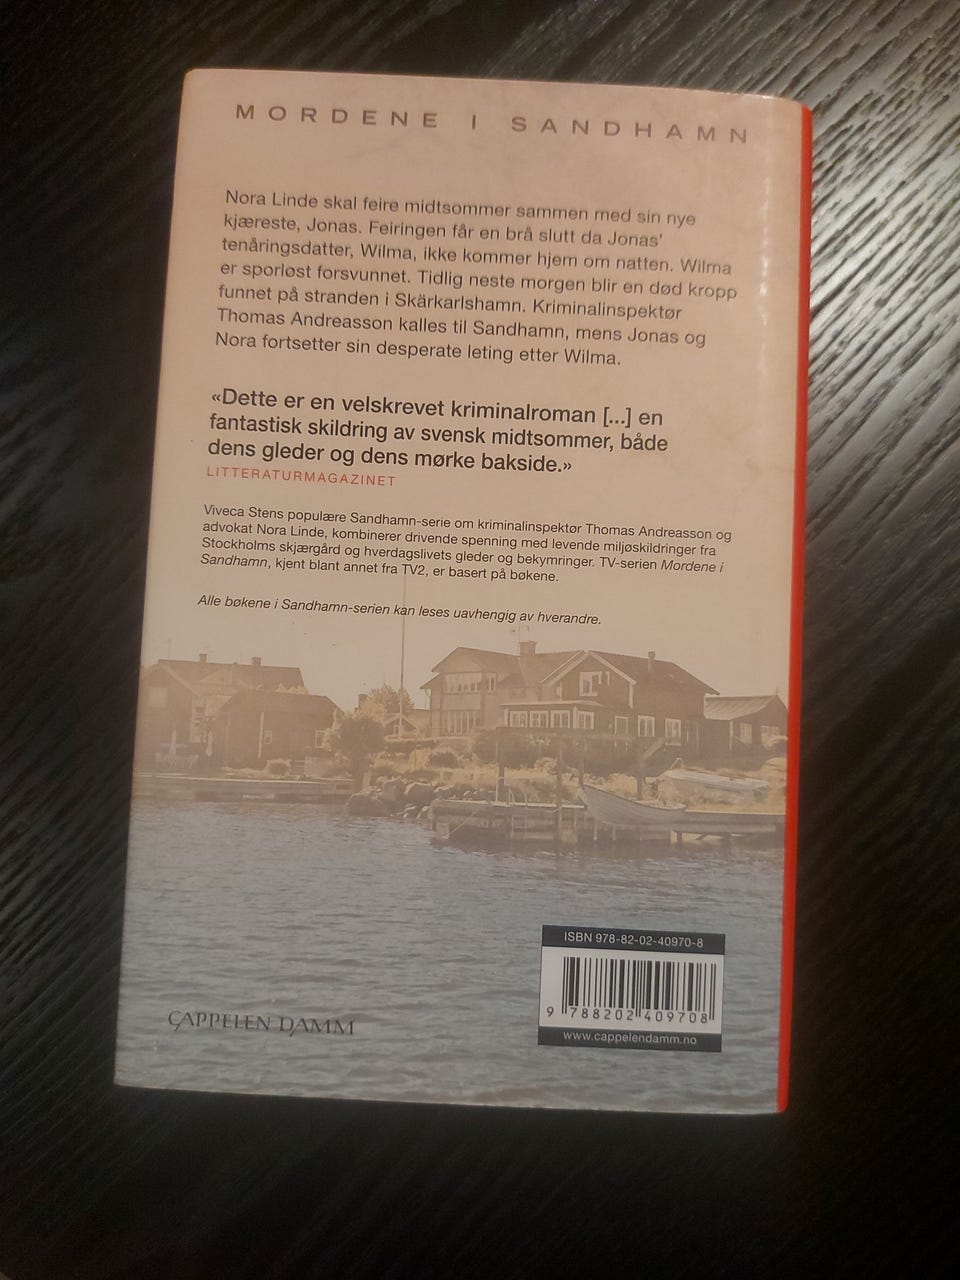 MORDENE I SANDHAMN
Nora Linde skal feire midtsommer sammen med sin nye
kjæreste, Jonas. Feiringen får en brå slutt da Jonas'
tenåringsdatter, Wilma, ikke kommer hjem om natten. Wilma
er sporløst forsvunnet. Tidlig neste morgen blir en død kropp
funnet på stranden i Skärkarlshamn. Kriminalinspektør
Thomas Andreasson kalles til Sandhamn, mens Jonas og
Nora fortsetter sin desperate leting etter Wilma.
«Dette er en velskrevet kriminalroman [...] en
fantastisk skildring av svensk midtsommer, både
dens gleder og dens mørke bakside.»
LITTERATURMAGAZINET
Viveca Stens populære Sandhamn-serie om kriminalinspektør Thomas Andreasson og
advokat Nora Linde, kombinerer drivende spenning med levende miljøskildringer fra
Stockholms skjærgård og hverdagslivets gleder og bekymringer. TV-serien Mordene i
Sandhamn, kjent blant annet fra TV2, er basert på bøkene.
Alle bøkene i Sandhamn-serien kan leses uavhengig av hverandre.
ISBN 978-82-02-40970-8
9 788202 409708
www.cappelendamm.no
CAPPELEN DAMM